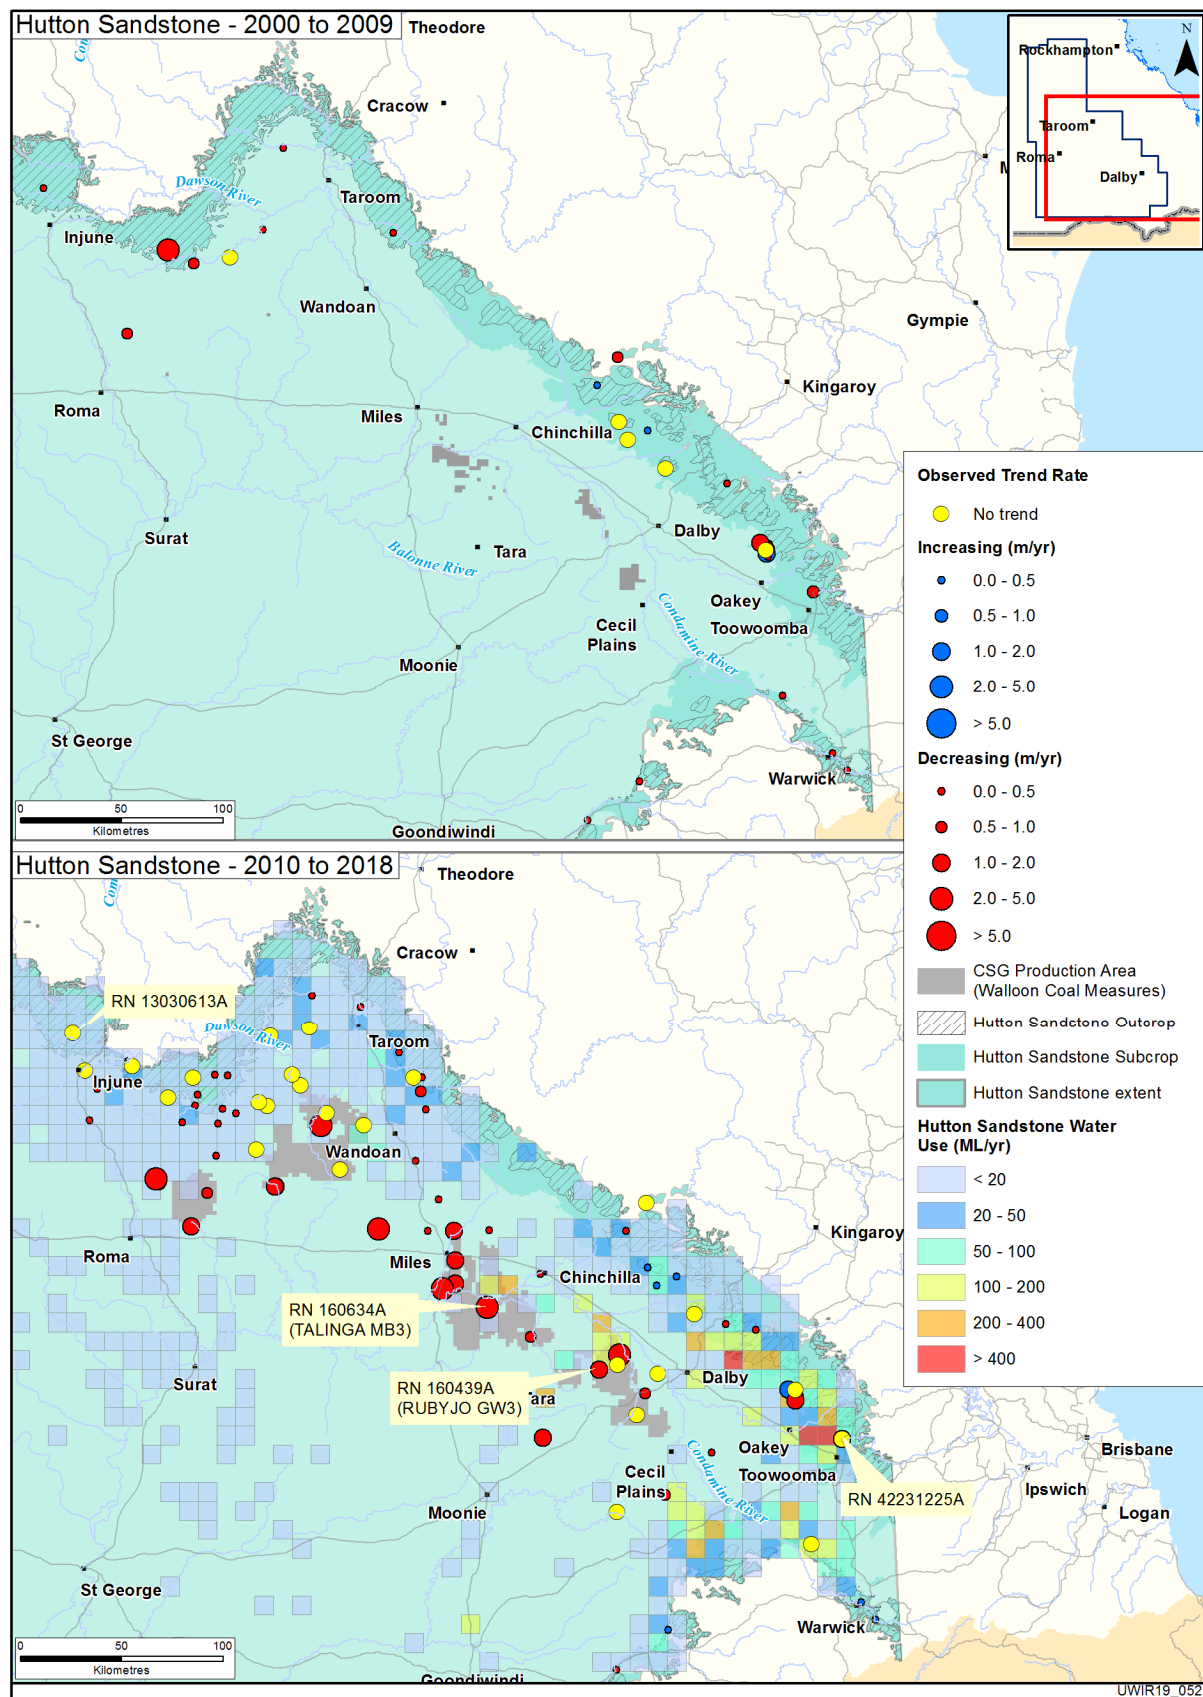 Hutton Sandstone - 2000 to 2009
Theodore
Rockhampton
N
Cracow
Taroom
Roma
Dalby
Dawson River
Taroom
Injune
Wandoan
Gympie
Kingaroy
Roma
Miles
Chinchilla
Surat
Dalby
Tara
Balonne River
Oakey
Cecil
Plains
Condamine River
Toowoomba
Moonie
St George
Warwick
0 50 100
Kilometres
Goondiwindi
Observed Trend Rate
No trend
Increasing (m/yr)
0.0 - 0.5
0.5 - 1.0
1.0 - 2.0
2.0 - 5.0
> 5.0
Decreasing (m/yr)
0.0 - 0.5
0.5 - 1.0
1.0 - 2.0
2.0 - 5.0
> 5.0
CSG Production Area
(Walloon Coal Measures)
Hutton Sandstone Outcrop
Hutton Sandstone Subcrop
Hutton Sandstone extent
Hutton Sandstone Water
Use (ML/yr)
< 20
20 - 50
50 - 100
100 - 200
200 - 400
> 400
Hutton Sandstone - 2010 to 2018
Theodore
Cracow
RN 13030613A
Dawson River
Taroom
Injune
Wandoan
Kingaroy
Roma
Miles
Chinchilla
RN 160634A
(TALINGA MB3)
Surat
Dalby
RN 160439A
(RUBYJO GW3)
ara
Oakey
Toowoomba
Brisbane
Ipswich
Logan
Cecil
Plains
Condamine River
RN 42231225A
Moonie
St George
Warwick
0 50 100
Kilometres
Goondiwindi
UWIR19_052